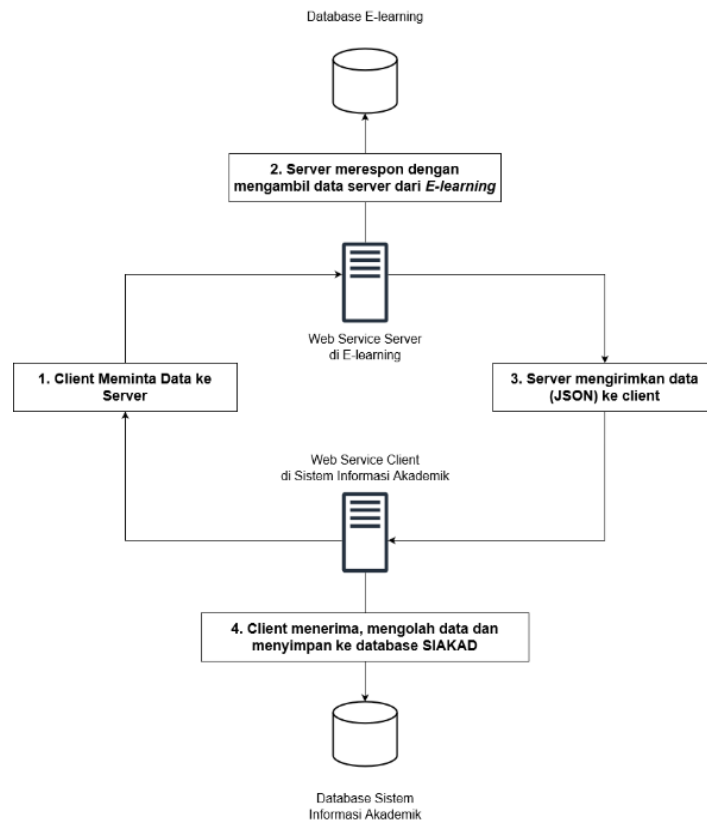 Database E-learning
2. Server merespon dengan
mengambil data server dari E-learning
Web Service Server
di E-learning
1. Client Meminta Data ke
Server
3. Server mengirimkan data
(JSON) ke client
Web Service Client
di Sistem Informasi Akademik
4. Client menerima, mengolah data dan
menyimpan ke database SIAKAD
Database Sistem
Informasi Akademik